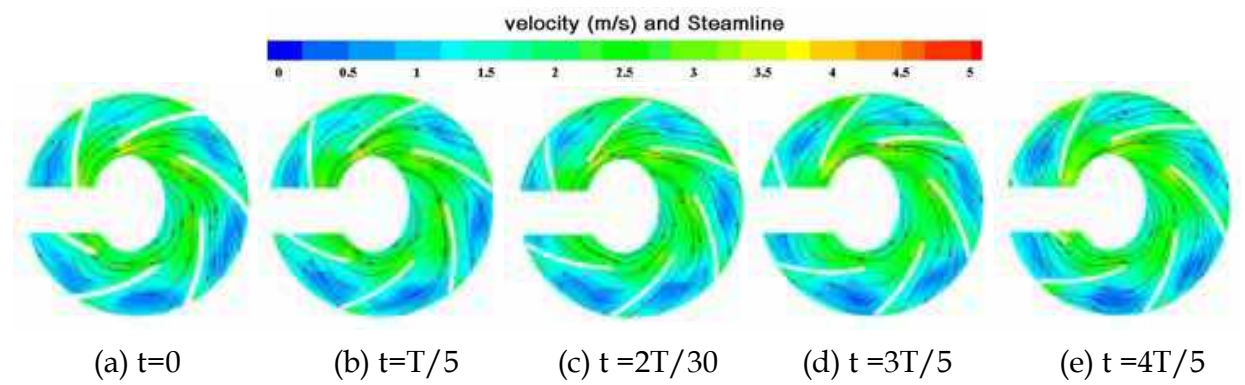 velocity (m/s) and Steamline
0 0.5 1 1.5 2 2.5 3 3.5 4 4.5 5
(a) t=0 (b) t=T/5 (c) t =2T/30 (d) t =3T/5 (e) t =4T/5